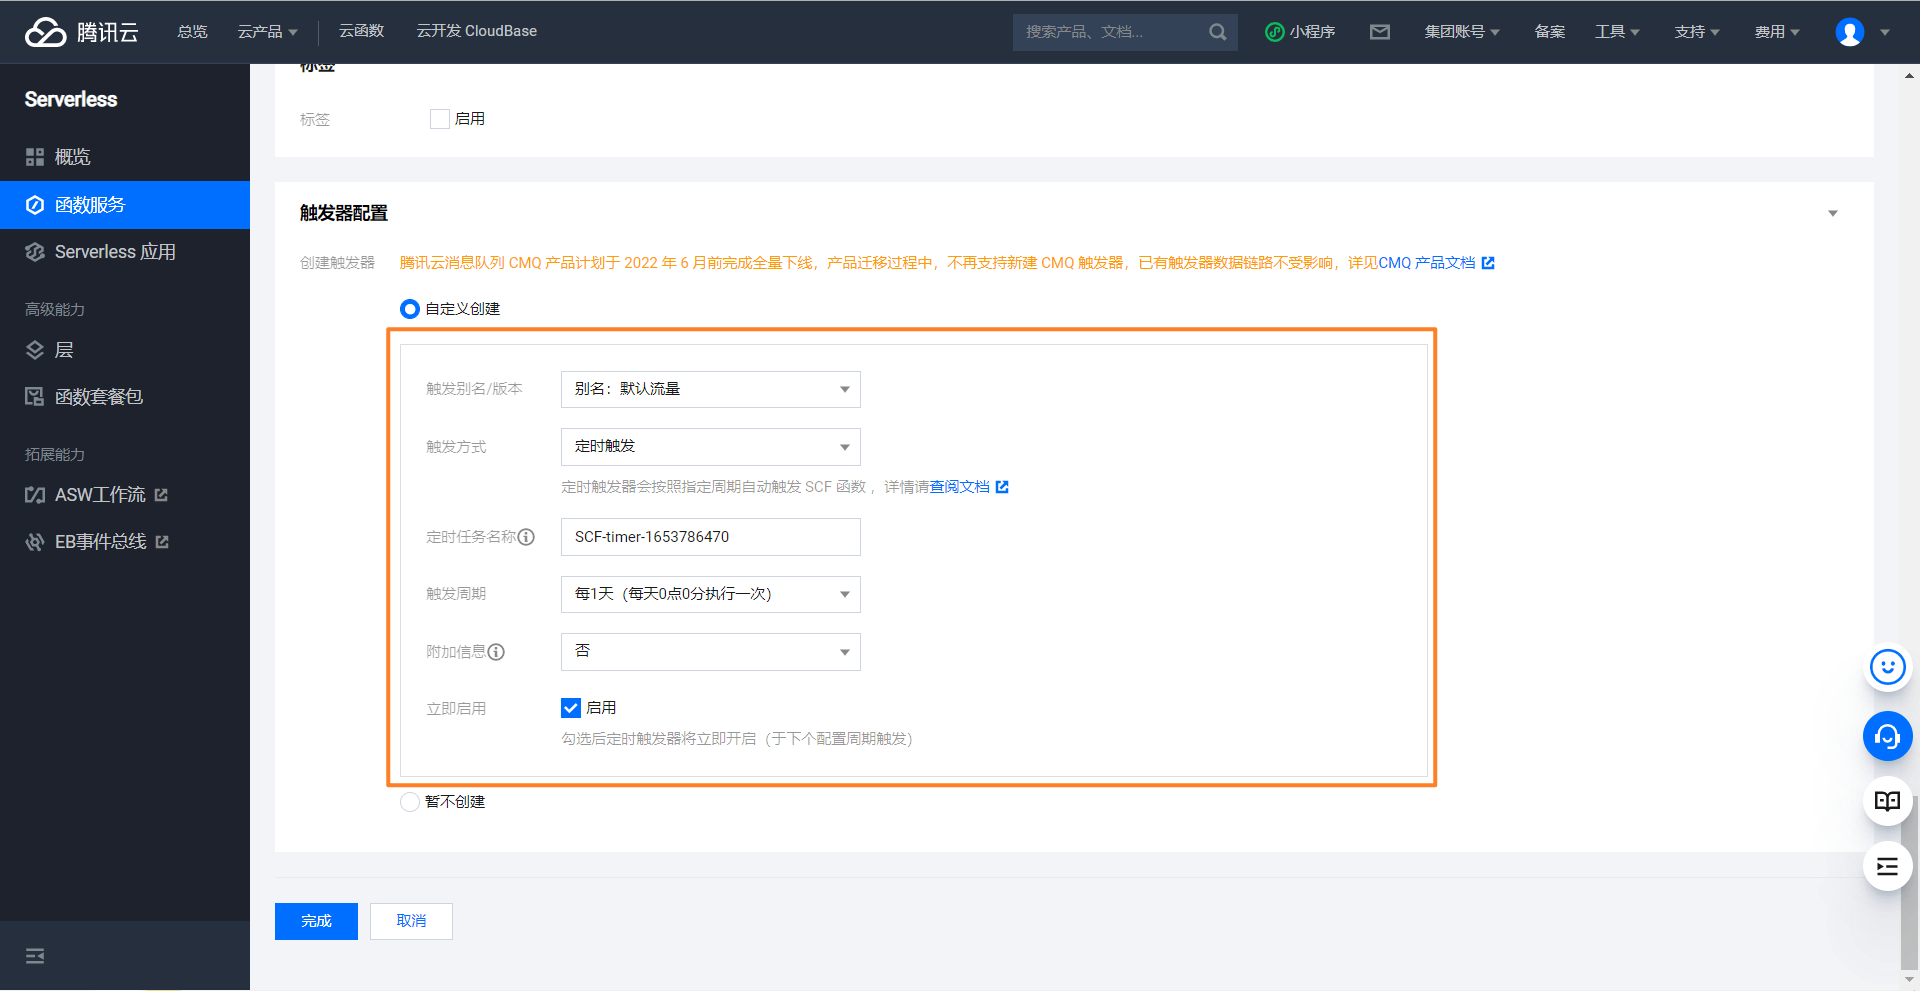 腾讯云
总览
云产品
云函数
云开发 CloudBase
搜索产品、文档...
小程序
集团账号
备案
工具
支持
费用
Serverless
概览
函数服务
Serverless 应用
高级能力
层
函数套餐包
拓展能力
ASW工作流
EB事件总线
标签
标签
启用
触发器配置
创建触发器
腾讯云消息队列 CMQ 产品计划于 2022 年 6 月前完成全量下线，产品迁移过程中，不再支持新建 CMQ 触发器，已有触发器数据链路不受影响，详见CMQ 产品文档
自定义创建
触发别名/版本
别名：默认流量
触发方式
定时触发
定时触发器会按照指定周期自动触发 SCF 函数 ，详情请查阅文档
定时任务名称
SCF-timer-1653786470
触发周期
每1天（每天0点0分执行一次）
附加信息
否
立即启用
启用
勾选后定时触发器将立即开启（于下个配置周期触发）
暂不创建
完成
取消